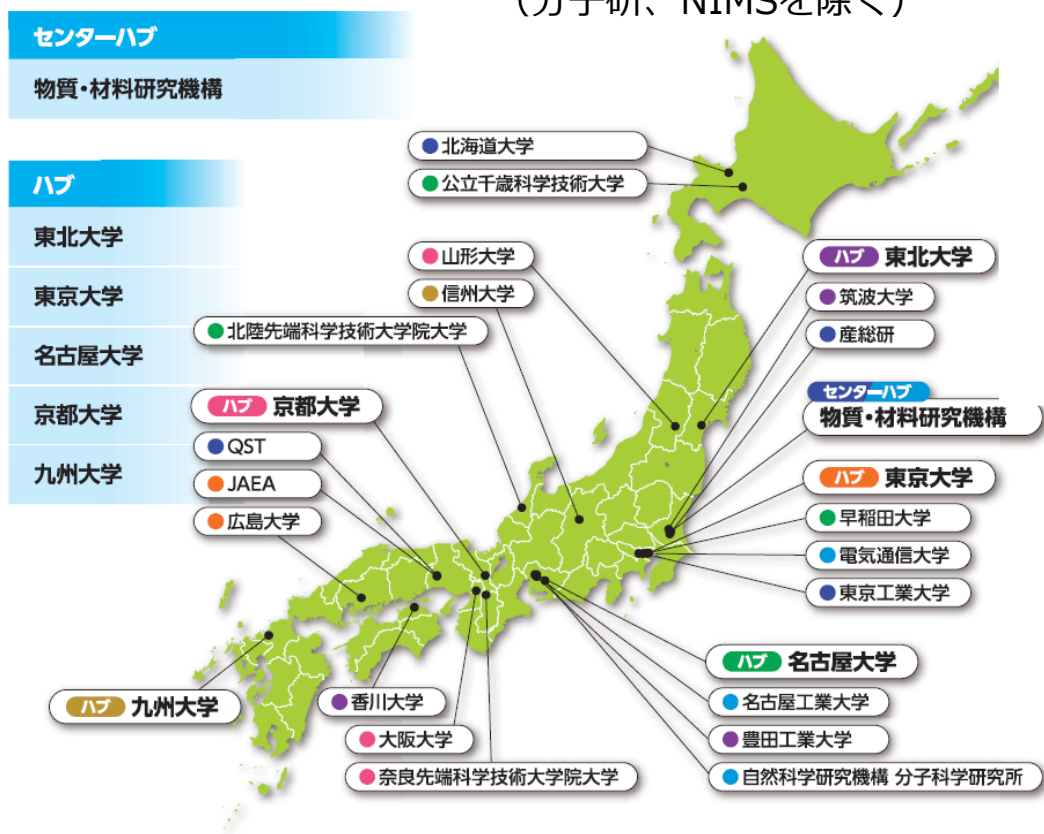 （分子研、NIMSを除く）
センターハブ
物質・材料研究機構
ハブ
東北大学
東京大学
名古屋大学
京都大学
九州大学
北海道大学
公立千歳科学技術大学
山形大学
信州大学
北陸先端科学技術大学院大学
ハブ 京都大学
QST
JAEA
広島大学
ハブ 東北大学
筑波大学
産総研
センターハブ
物質・材料研究機構
ハブ 東京大学
早稲田大学
電気通信大学
東京工業大学
ハブ 名古屋大学
名古屋工業大学
豊田工業大学
自然科学研究機構 分子科学研究所
ハブ 九州大学
香川大学
大阪大学
奈良先端科学技術大学院大学